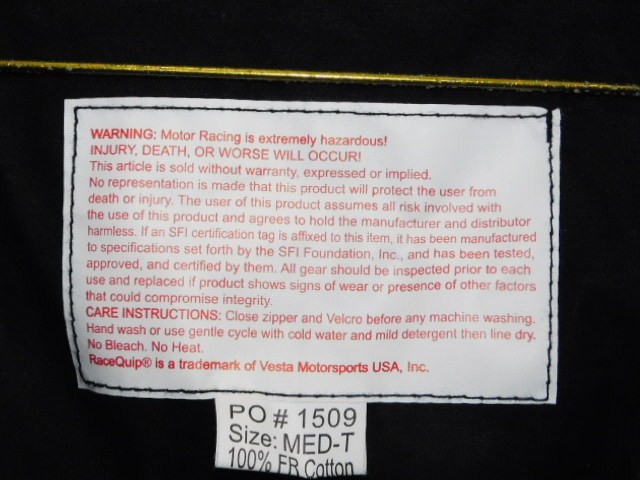 WARNING: Motor Racing is extremely hazardous!
INJURY, DEATH, OR WORSE WILL OCCUR!
This article is sold without warranty, expressed or implied.
No representation is made that this product will protect the user from
death or injury. The user of this product assumes all risk involved with
the use of this product and agrees to hold the manufacturer and distributor
harmless. If an SFI certification tag is affixed to this item, it has been manufactured
to specifications set forth by the SFI Foundation, Inc., and has been tested,
approved, and certified by them. All gear should be inspected prior to each
use and replaced if product shows signs of wear or presence of other factors
that could compromise integrity.
CARE INSTRUCTIONS: Close zipper and Velcro before any machine washing.
Hand wash or use gentle cycle with cold water and mild detergent then line dry.
No Bleach. No Heat.
RaceQuip® is a trademark of Vesta Motorsports USA, Inc.
PO # 1509
Size: MED-T
100% FR Cotton